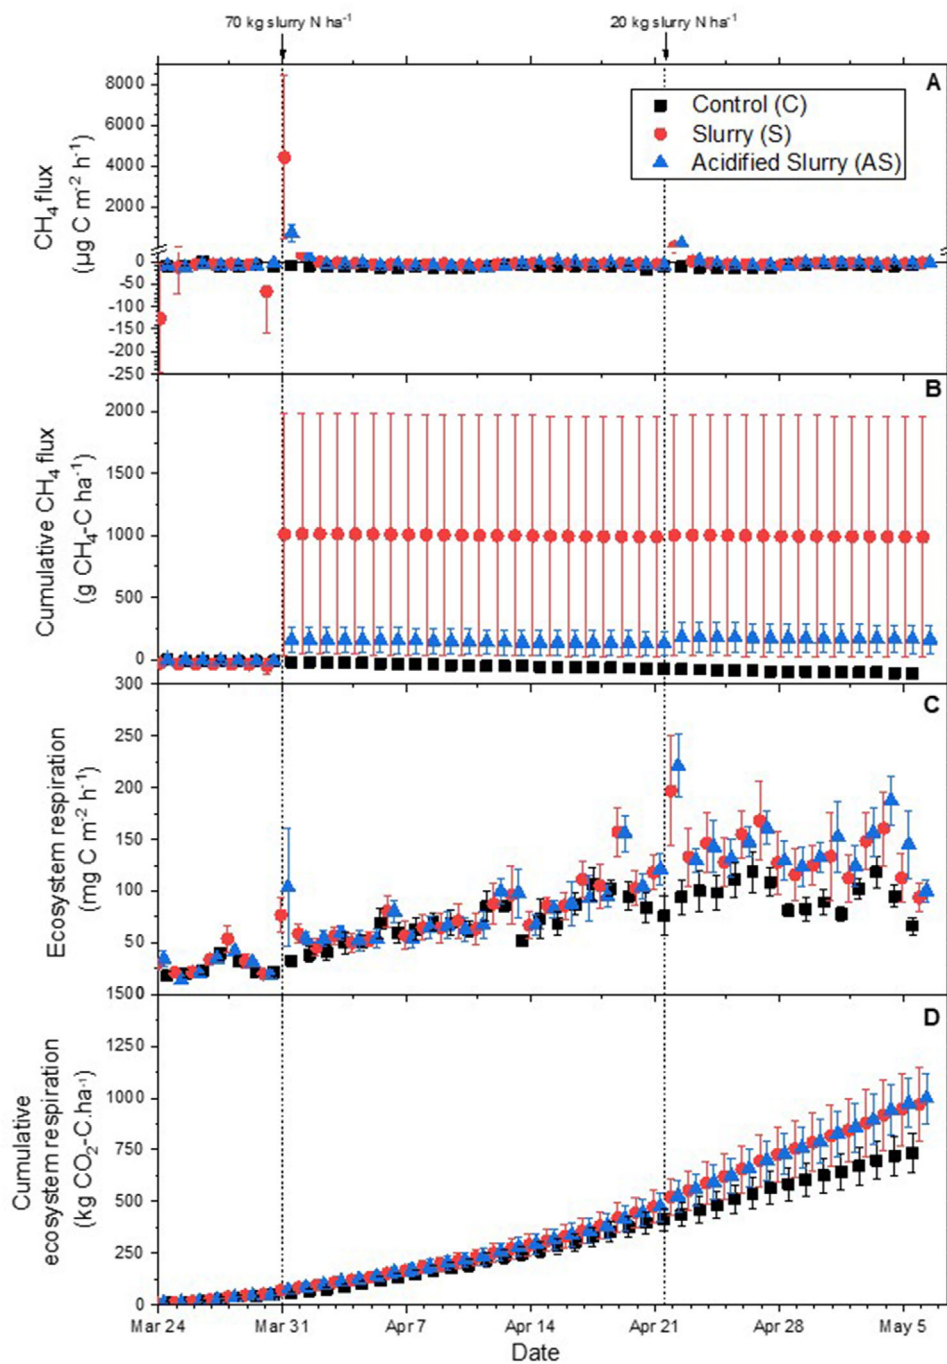 70 kg slurry N ha⁻¹
20 kg slurry N ha⁻¹
A
8000
6000
4000
2000
0
-50
-100
-150
-200
-250
CH₄ flux
(µg C m⁻² h⁻¹)
Control (C)
Slurry (S)
Acidified Slurry (AS)
B
2000
1500
1000
500
0
Cumulative CH₄ flux
(g CH₄-C ha⁻¹)
C
300
250
200
150
100
50
Ecosystem respiration
(mg C m⁻² h⁻¹)
D
1500
1250
1000
750
500
250
0
Cumulative
ecosystem respiration
(kg CO₂-C.ha⁻¹)
Mar 24
Mar 31
Apr 7
Apr 14
Apr 21
Apr 28
May 5
Date